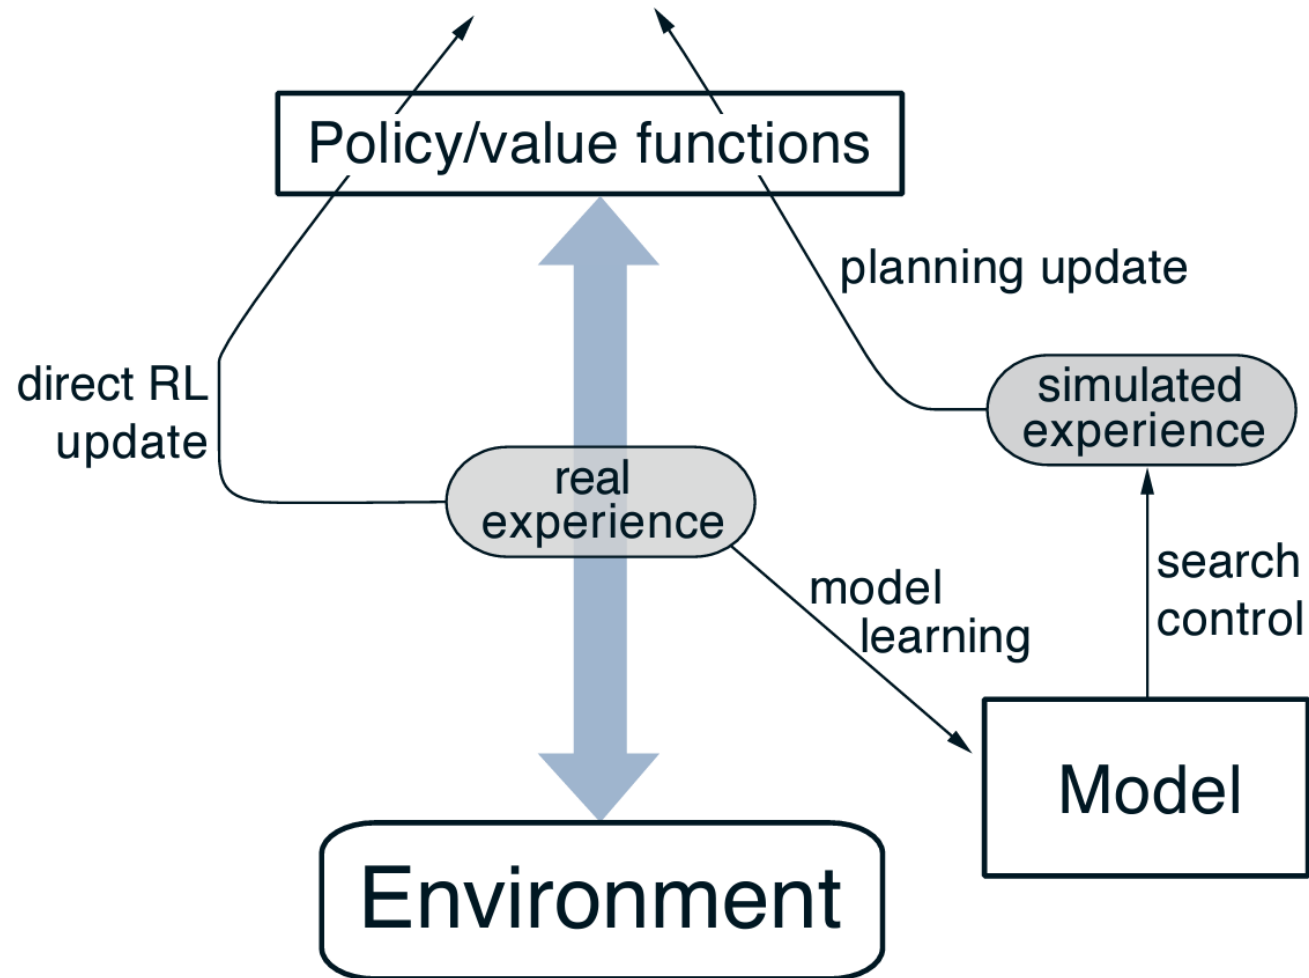 Policy/value functions
planning update
direct RL
update
simulated
experience
real
experience
model
learning
search
control
Model
Environment